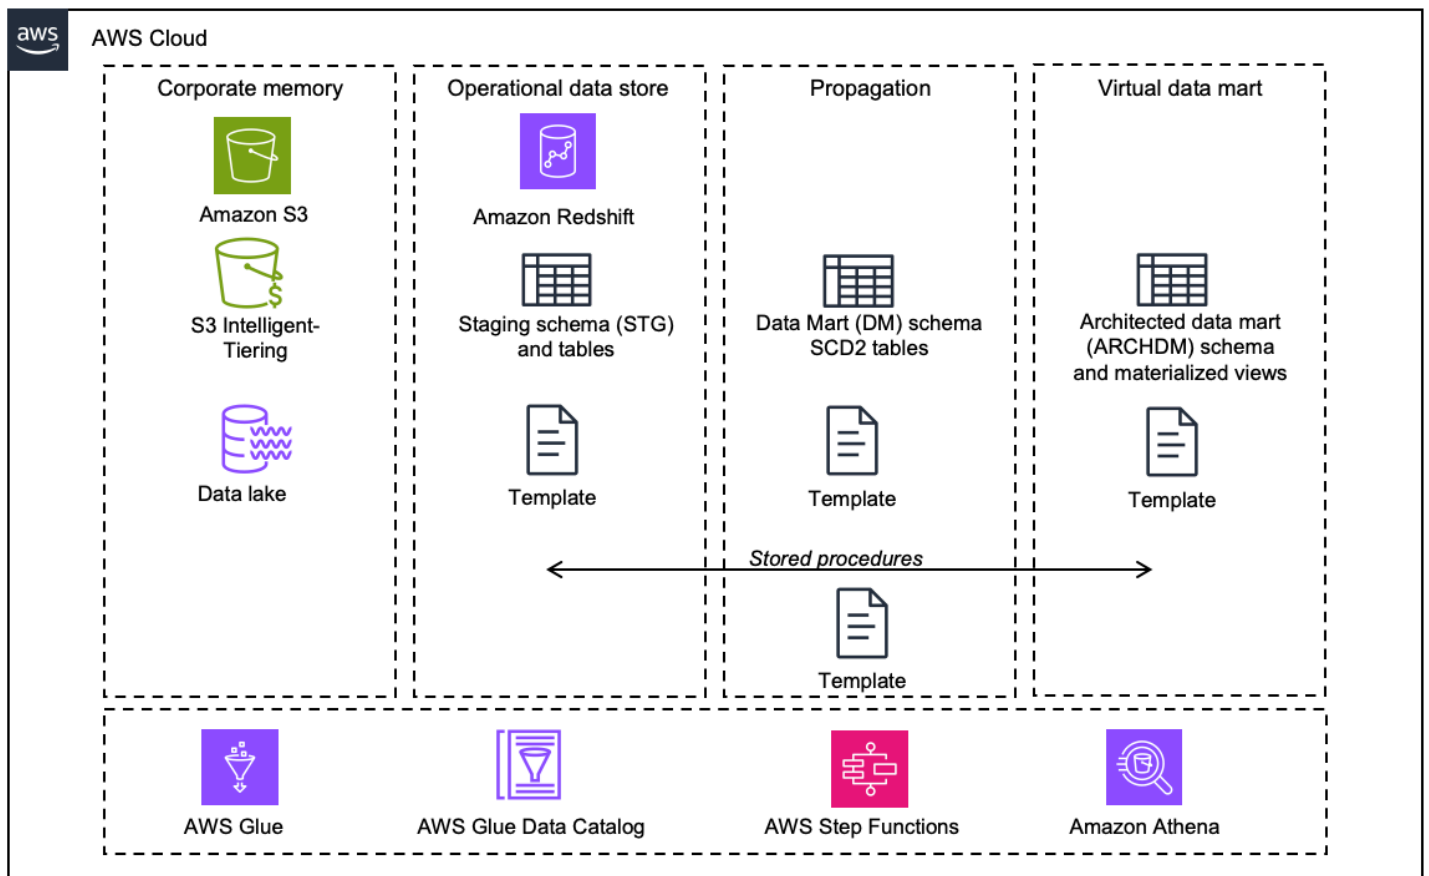 aws
AWS Cloud
Corporate memory
Amazon S3
$
S3 Intelligent-
Tiering
Data lake
Operational data store
Amazon Redshift
Staging schema (STG)
and tables
Template
Propagation
Data Mart (DM) schema
SCD2 tables
Template
Virtual data mart
Architected data mart
(ARCHDM) schema
and materialized views
Template
Stored procedures
Template
AWS Glue
AWS Glue Data Catalog
AWS Step Functions
Amazon Athena